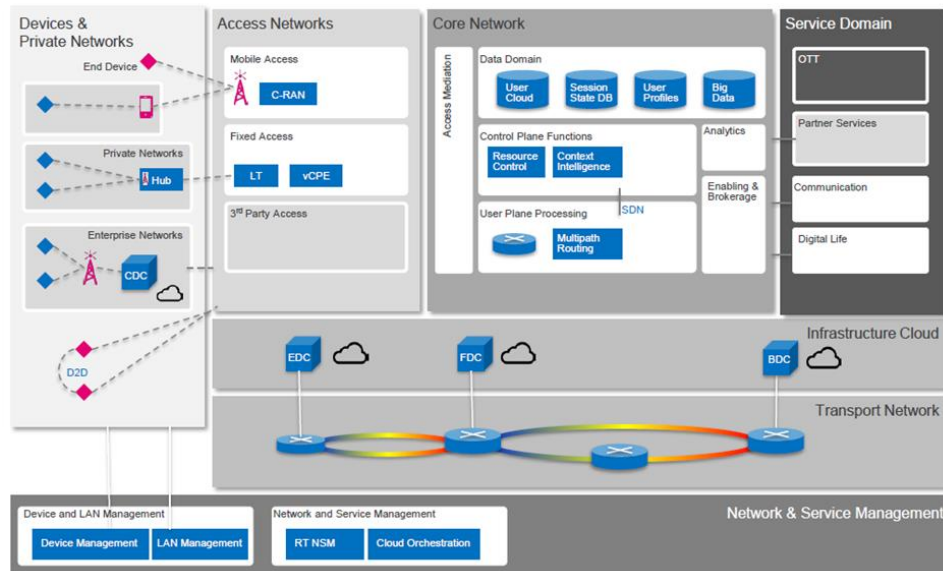 Devices &
Private Networks
End Device
Private Networks
Hub
Enterprise Networks
CDC
D2D
Access Networks
Mobile Access
C-RAN
Fixed Access
LT
vCPE
3rd Party Access
Core Network
Access Mediation
Data Domain
User
Cloud
Session
State DB
User
Profiles
Big
Data
Control Plane Functions
Resource
Control
Context
Intelligence
SDN
User Plane Processing
Multipath
Routing
Analytics
Enabling &
Brokerage
Service Domain
OTT
Partner Services
Communication
Digital Life
Infrastructure Cloud
EDC
FDC
BDC
Transport Network
Network & Service Management
Device and LAN Management
Device Management
LAN Management
Network and Service Management
RT NSM
Cloud Orchestration